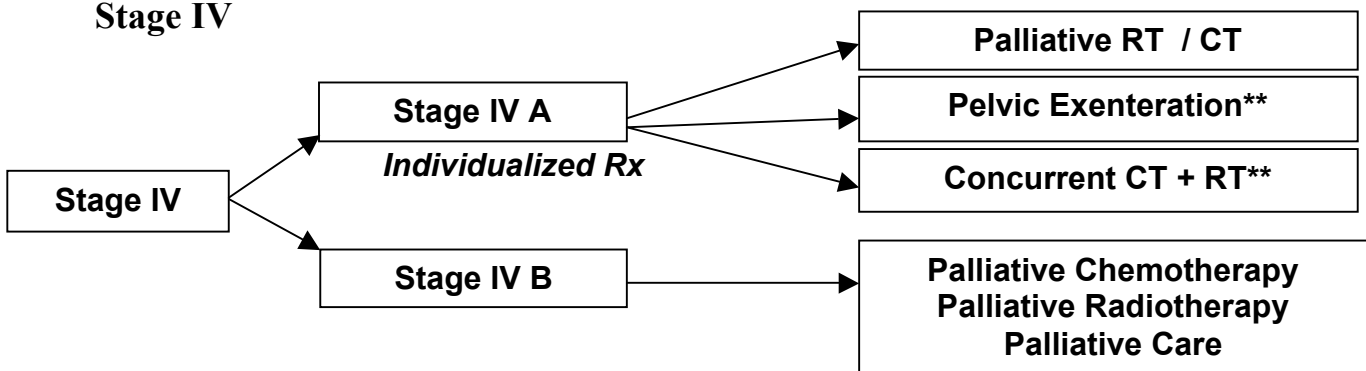 Stage IV
Palliative RT / CT
Stage IV A
Pelvic Exenteration**
Individualized Rx
Concurrent CT + RT**
Stage IV
Stage IV B
Palliative Chemotherapy
Palliative Radiotherapy
Palliative Care